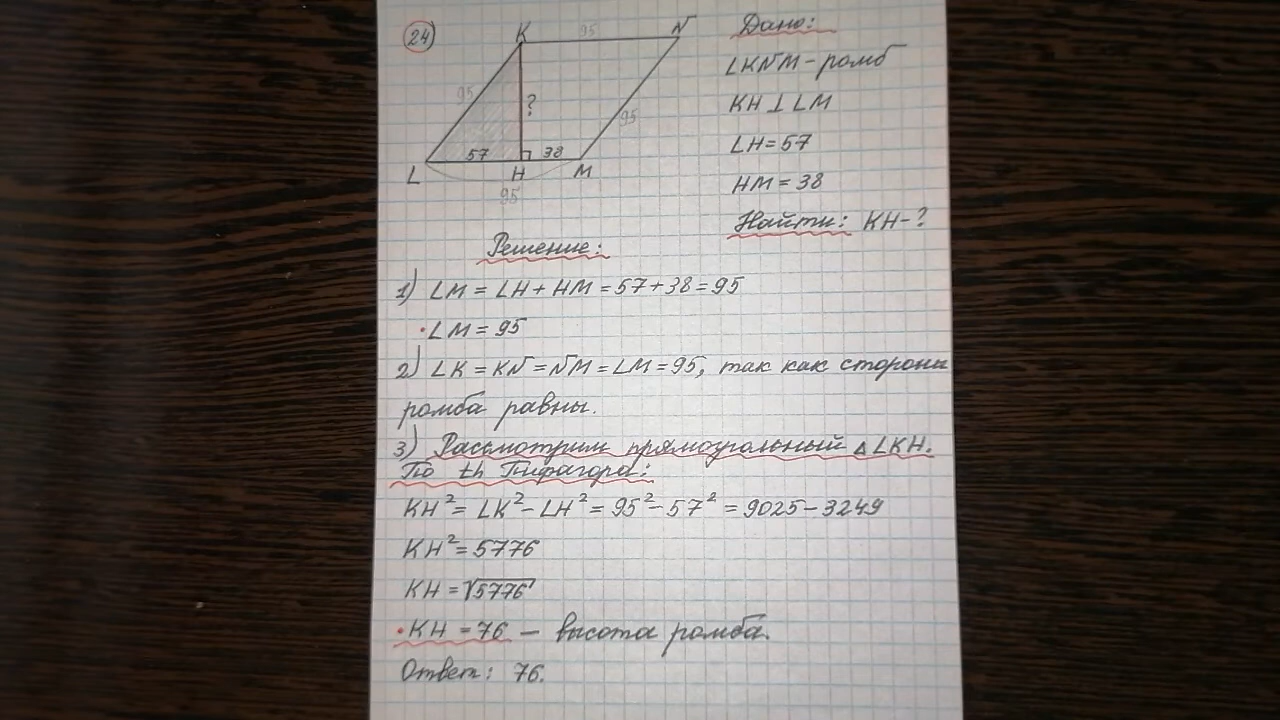 24)
K 95 N
95 ? 95
57 38
L H M
95
Дано:
LKNM - ромб
KH ⊥ LM
LH = 57
HM = 38
Найти: KH - ?
Решение:
1) LM = LH + HM = 57 + 38 = 95
• LM = 95
2) LK = KN = NM = LM = 95, так как стороны
ромба равны.
3) Рассмотрим прямоугольный △LKH.
По th Пифагора:
KH² = LK² - LH² = 95² - 57² = 9025 - 3249
KH² = 5776
KH = √5776
• KH = 76 - высота ромба.
Ответ: 76.